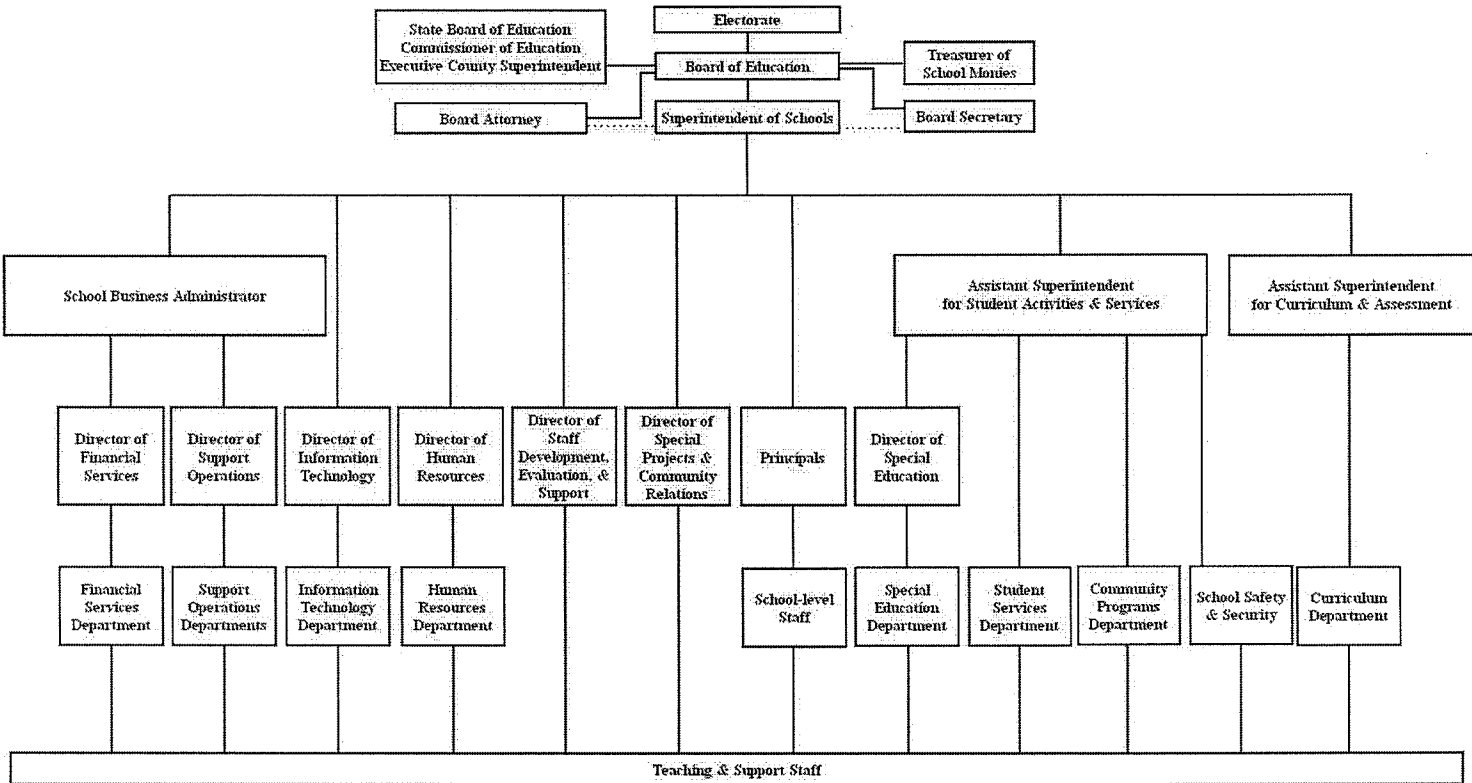 Electorate
State Board of Education
Commissioner of Education
Executive County Superintendent
Board of Education
Treasurer of
School Monies
Board Attorney
Superintendent of Schools
Board Secretary
School Business Administrator
Assistant Superintendent
for Student Activities & Services
Assistant Superintendent
for Curriculum & Assessment
Director of
Financial
Services
Director of
Support
Operations
Director of
Information
Technology
Director of
Human
Resources
Director of
Staff
Development,
Evaluation, &
Support
Director of
Special
Projects &
Community
Relations
Principals
Director of
Special
Education
Financial
Services
Department
Support
Operations
Departments
Information
Technology
Department
Human
Resources
Department
School-level
Staff
Special
Education
Department
Student
Services
Department
Community
Programs
Department
School Safety
& Security
Curriculum
Department
Teaching & Support Staff